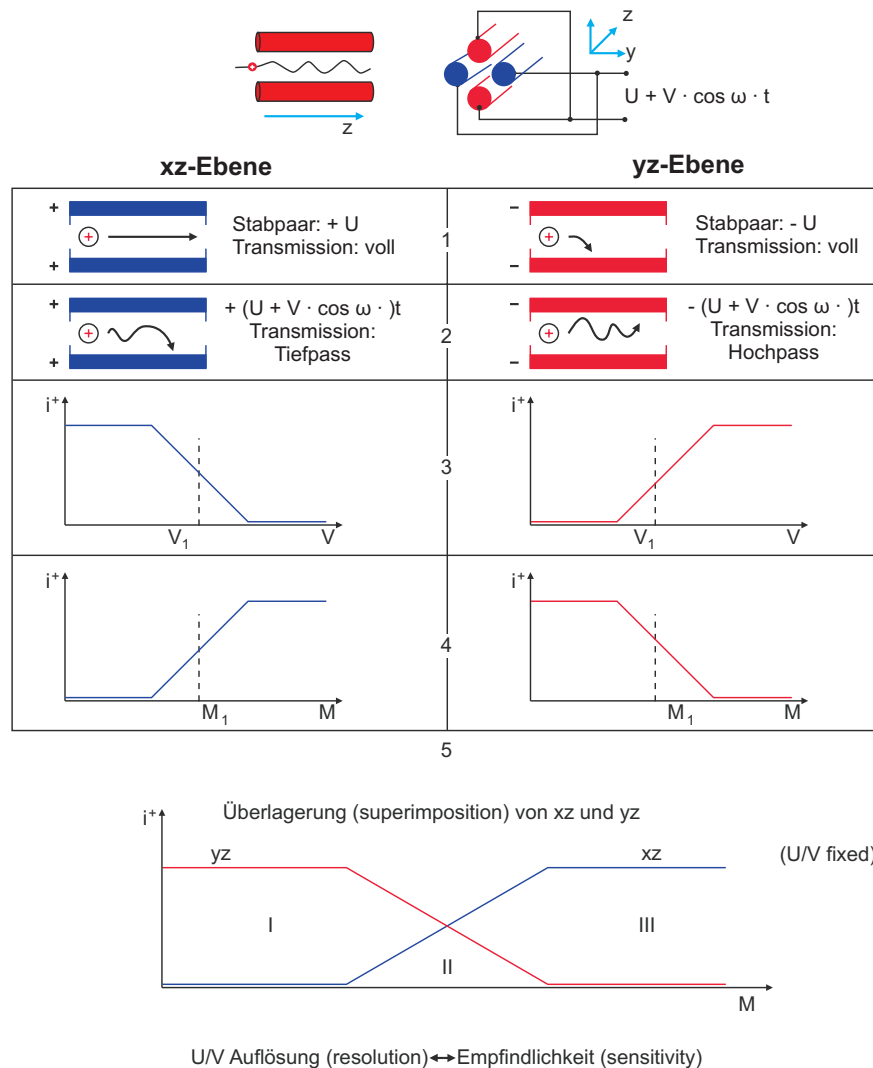 z
z
y
U + V · cos ω · t
xz-Ebene
yz-Ebene
+
+
+
Stabpaar: + U
Transmission: voll
1
–
–
+
Stabpaar: - U
Transmission: voll
+
+
+
+ (U + V · cos ω · )t
Transmission:
Tiefpass
2
–
–
+
- (U + V · cos ω · )t
Transmission:
Hochpass
i+
V1
V
3
i+
V1
V
i+
M1
M
4
i+
M1
M
5
Überlagerung (superimposition) von xz und yz
i+
yz
xz
(U/V fixed)
I
II
III
M
U/V Auflösung (resolution)↔Empfindlichkeit (sensitivity)